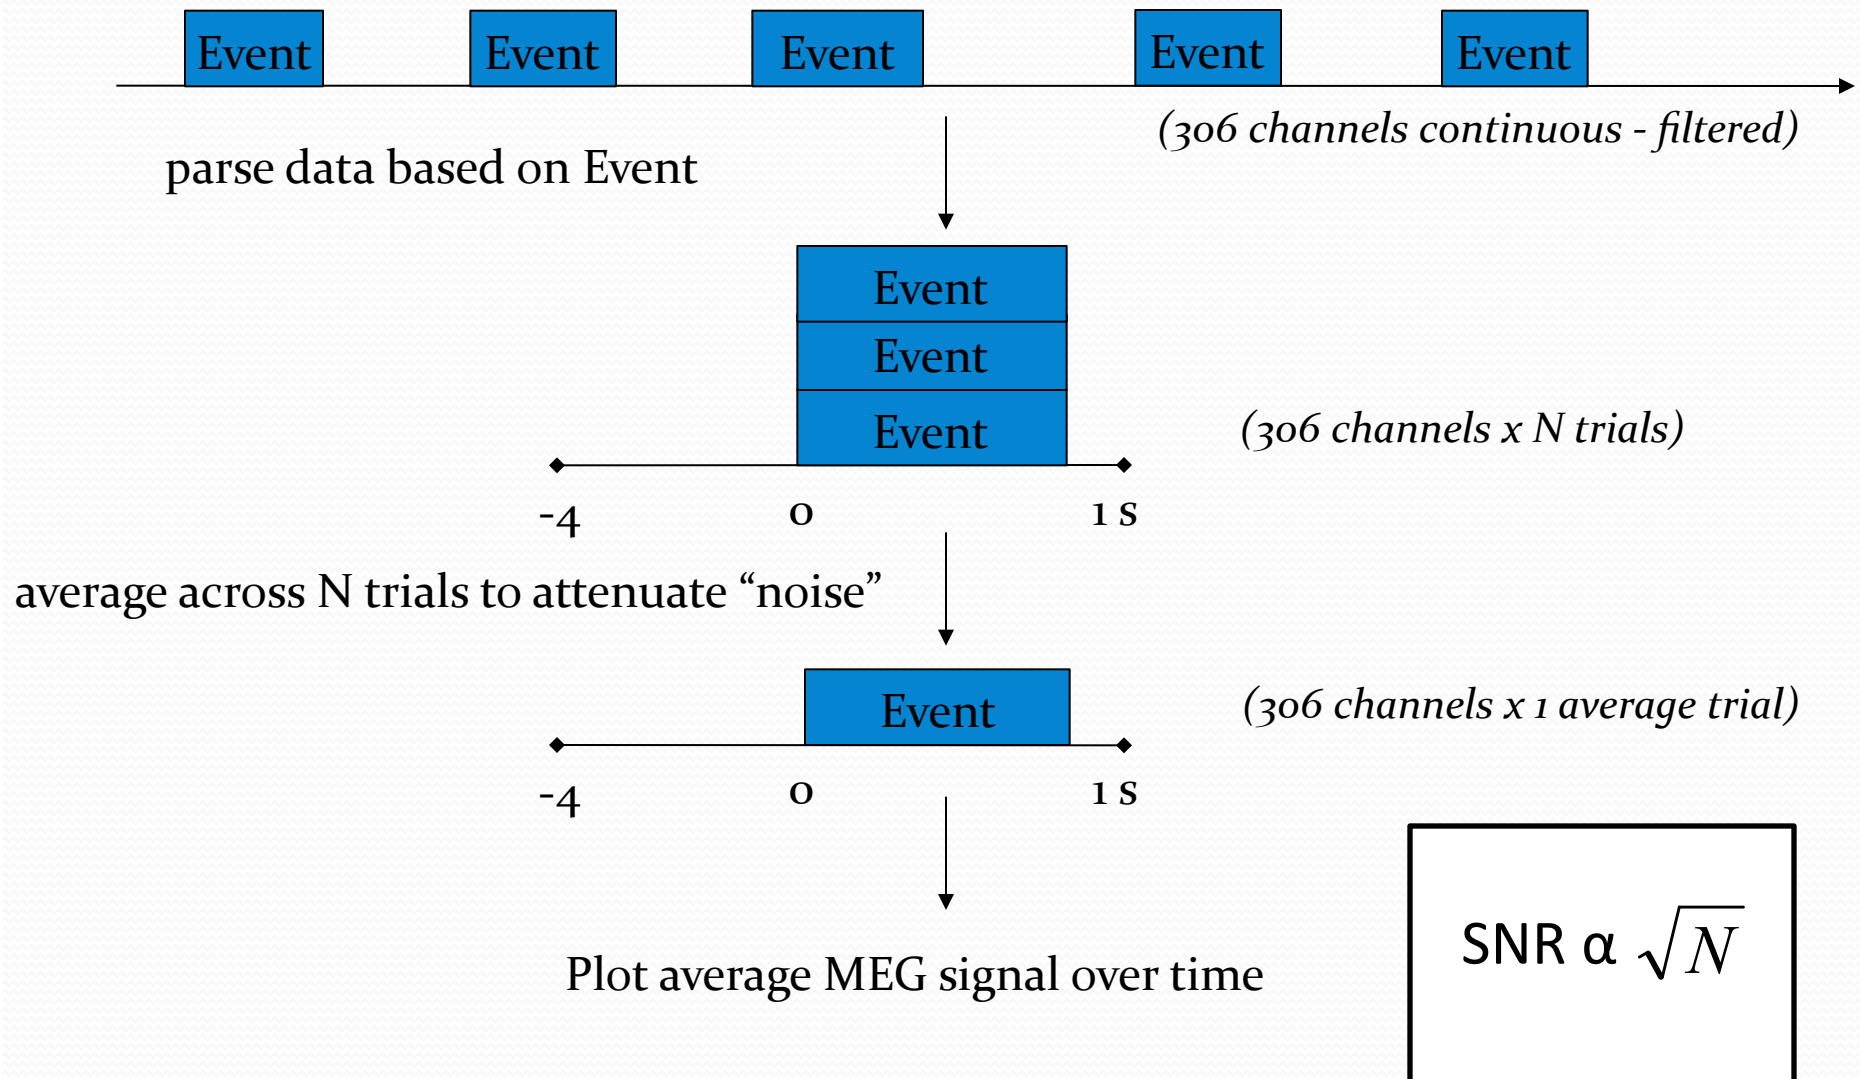 Event Event Event Event Event
(306 channels continuous - filtered)
parse data based on Event
Event
Event
Event
(306 channels x N trials)
-4 0 1 s
average across N trials to attenuate “noise”
Event
(306 channels x 1 average trial)
-4 0 1 s
SNR α √N
Plot average MEG signal over time